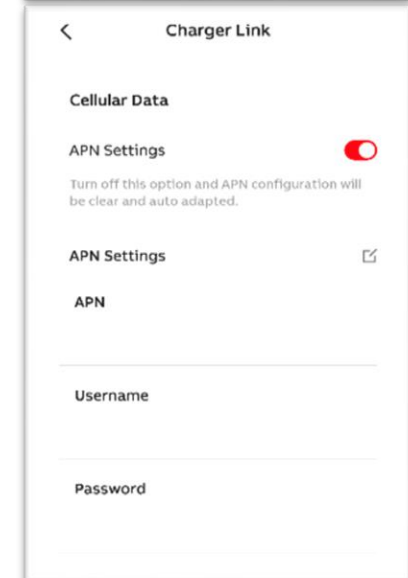 Charger Link
Cellular Data
APN Settings
Turn off this option and APN configuration will
be clear and auto adapted.
APN Settings
APN
Username
Password